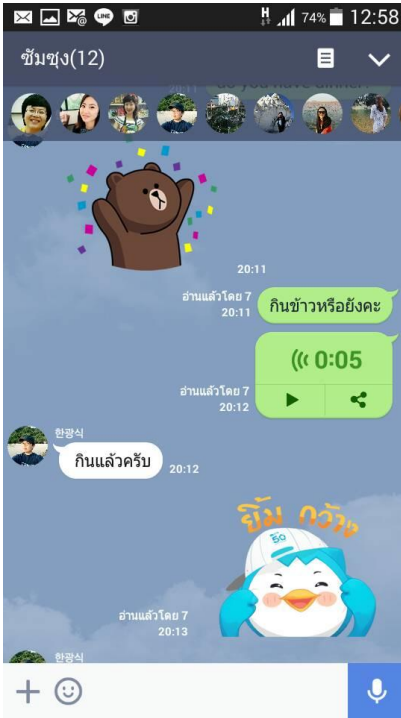 LINE
H
74%
12:58
ซัมซุง(12)
20:11
อ่านแล้วโดย 7
20:11
กินข้าวหรือยังคะ
0:05
อ่านแล้วโดย 7
20:12
한광식
กินแล้วครับ
20:12
ยิ้ม กว้าง
50
อ่านแล้วโดย 7
20:13
한광식